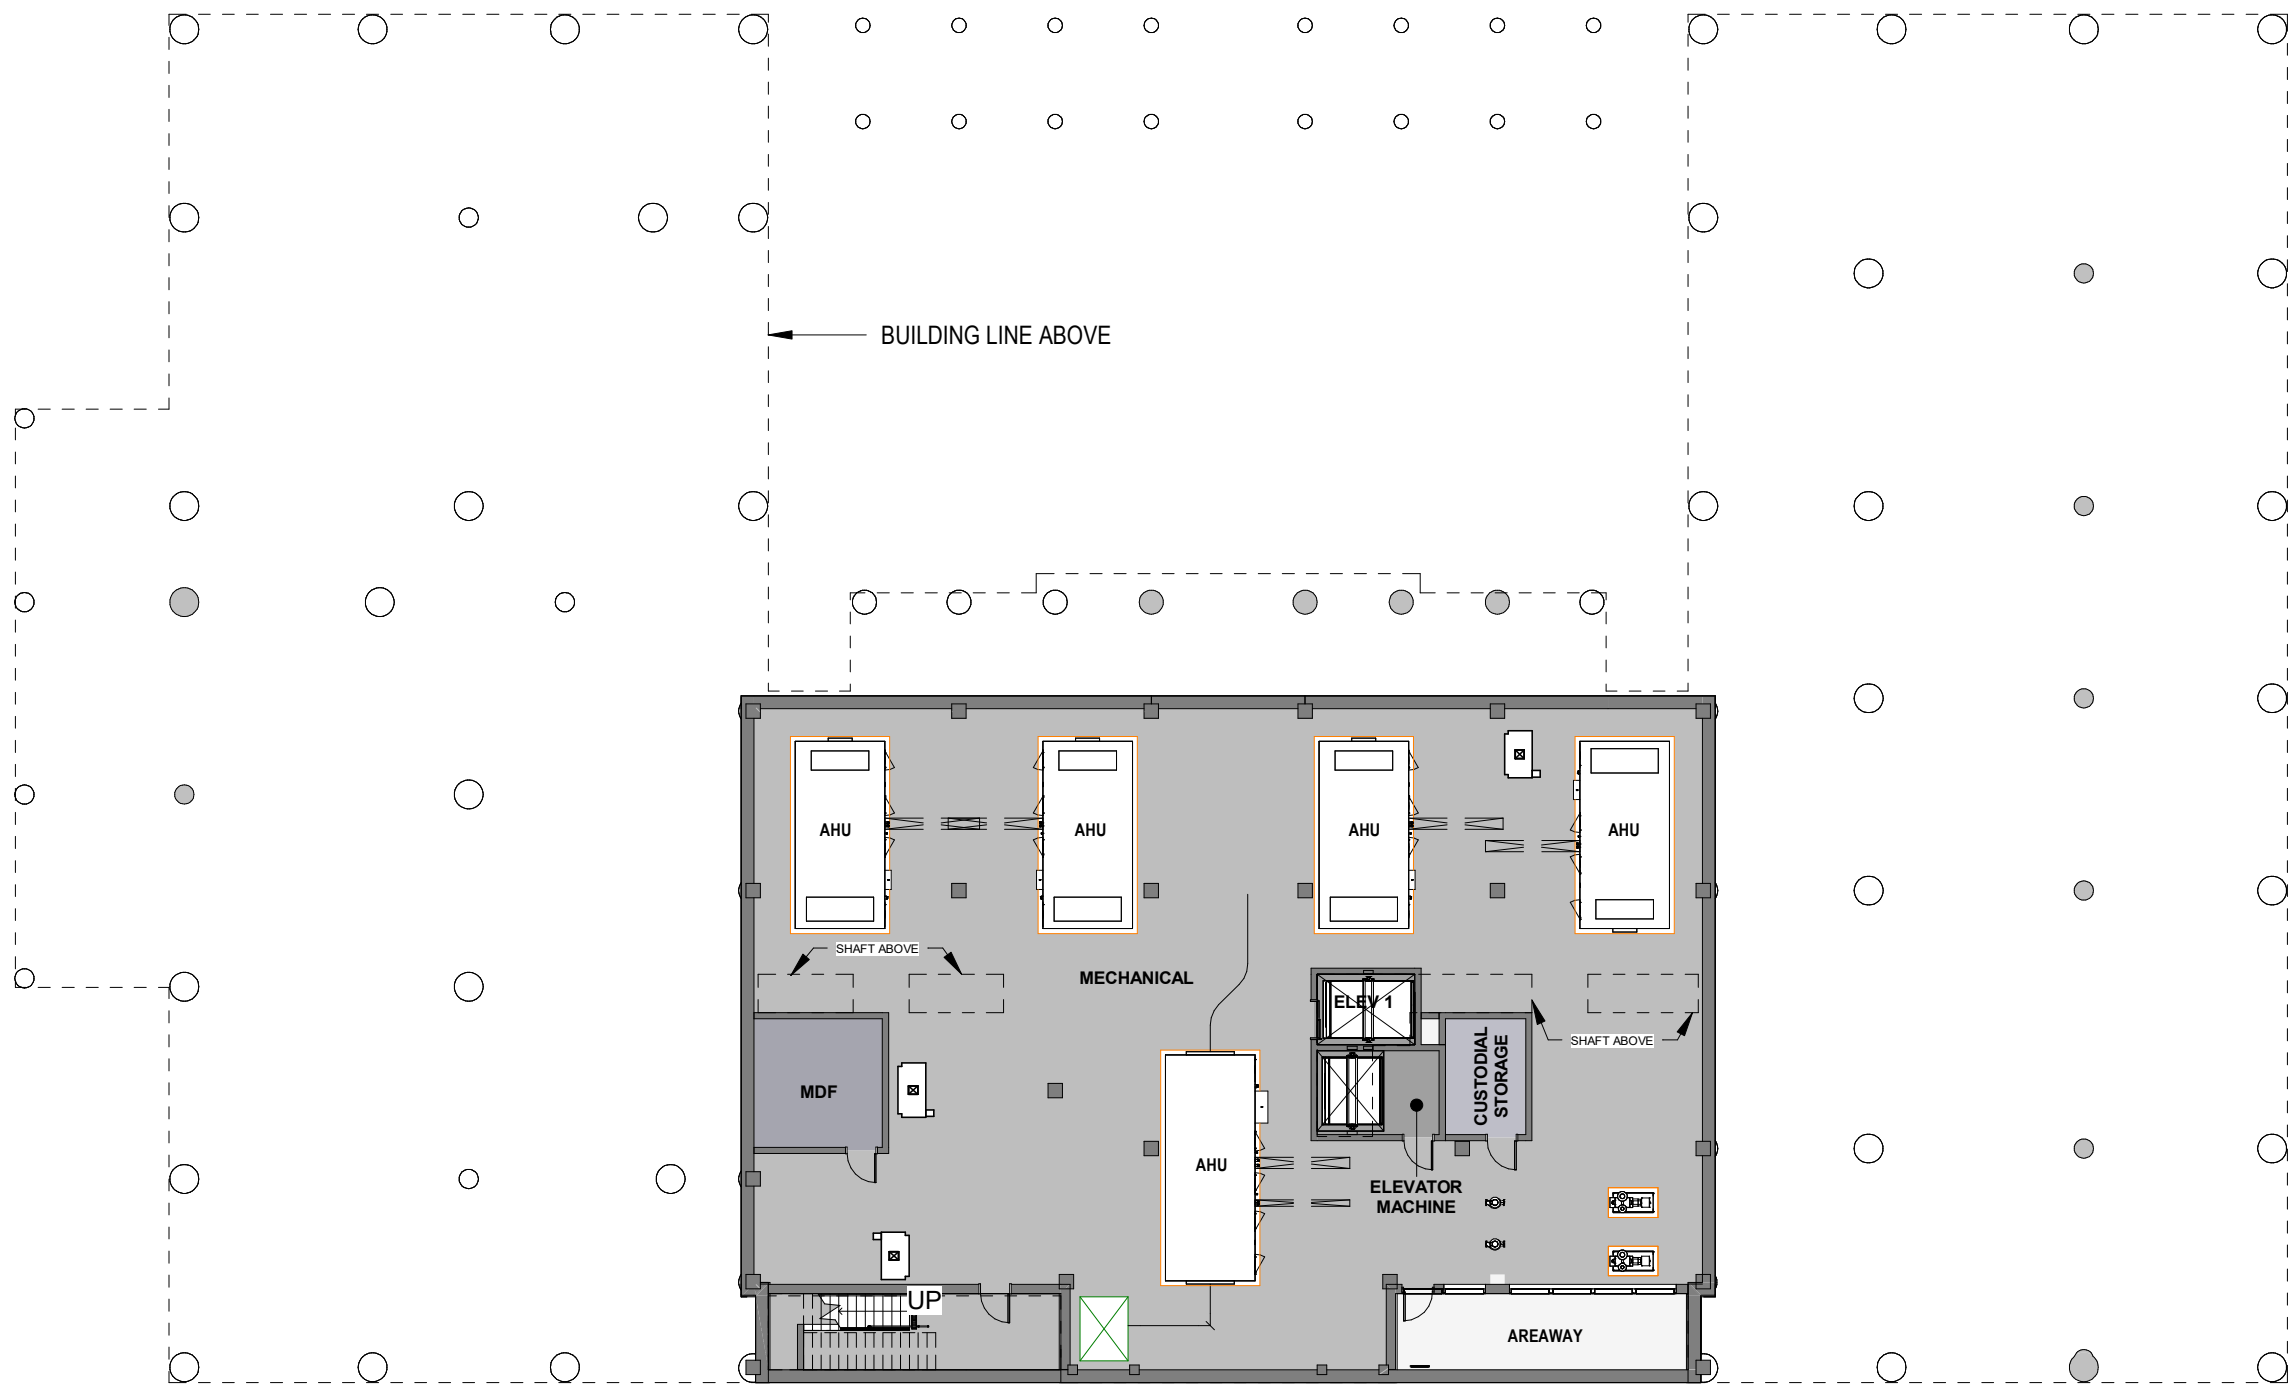 BUILDING LINE ABOVE
AHU
AHU
AHU
AHU
SHAFT ABOVE
MECHANICAL
ELEV 1
SHAFT ABOVE
MDF
CUSTODIAL
STORAGE
AHU
ELEVATOR
MACHINE
UP
AREAWAY